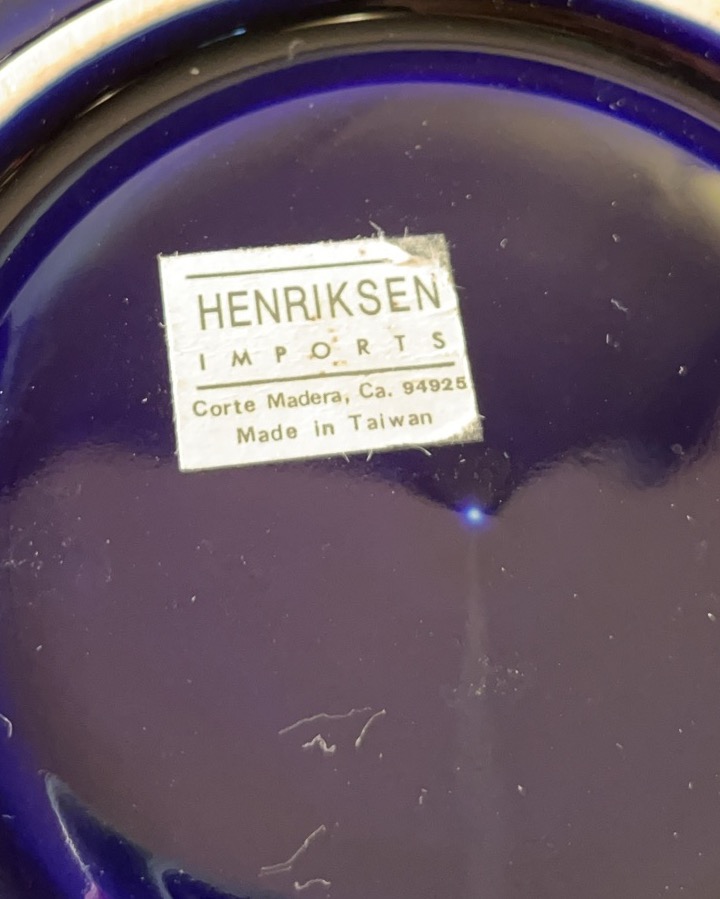 HENRIKSEN
IMPORTS
Corte Madera, Ca. 94925
Made in Taiwan